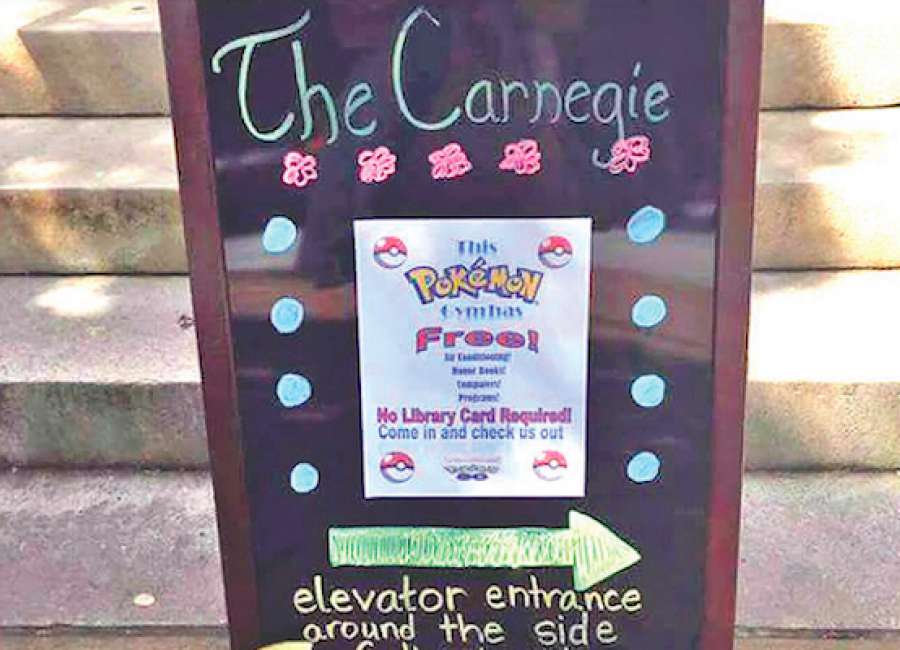 The Carnegie
This
POKéMON
Gym has
Free!
Air Conditioning!
Honor Books!
Computers!
Programs!
No Library Card Required!
Come in and check us out
elevator entrance
around the side